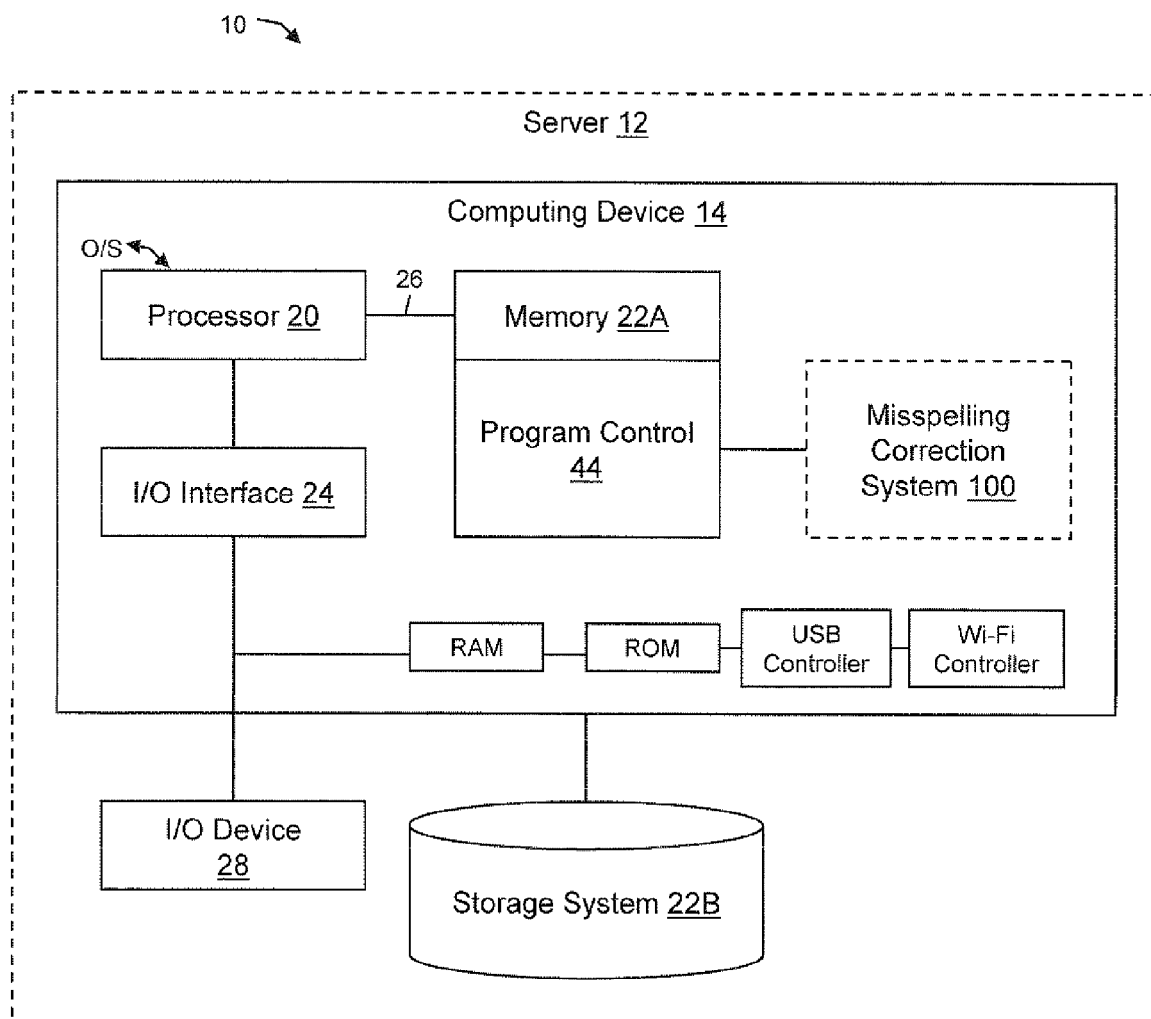 10
Server 12
Computing Device 14
O/S
Processor 20
26
Memory 22A
Program Control
44
Misspelling
Correction
System 100
I/O Interface 24
RAM
ROM
USB
Controller
Wi-Fi
Controller
I/O Device
28
Storage System 22B